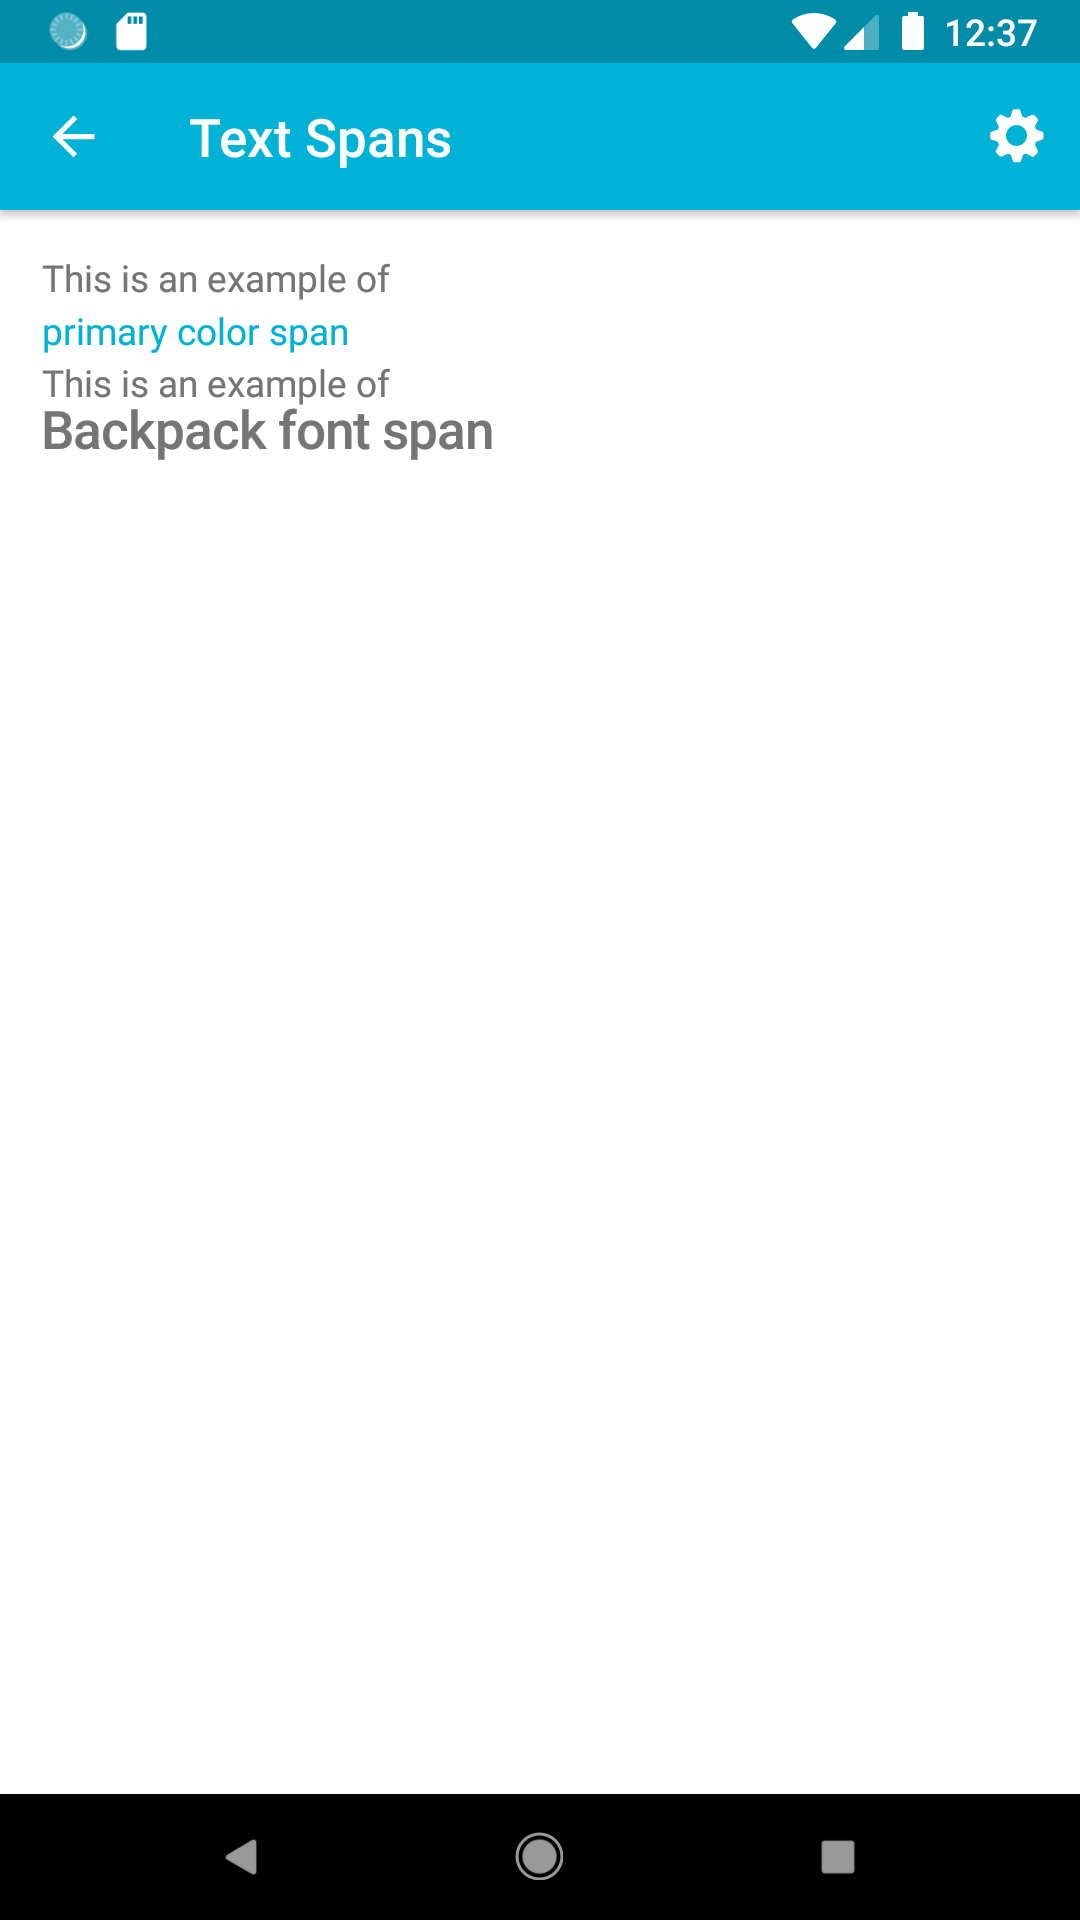 12:37
Text Spans
This is an example of
primary color span
This is an example of
Backpack font span